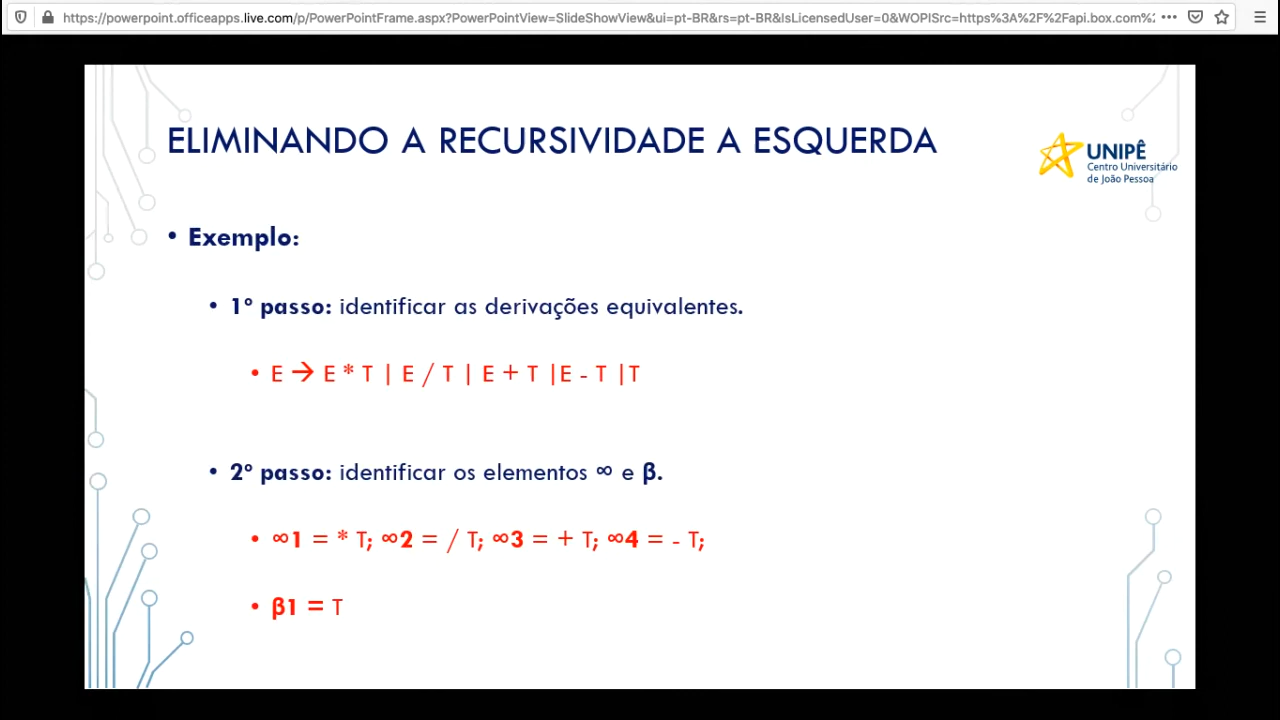 https://powerpoint.officeapps.live.com/p/PowerPointFrame.aspx?PowerPointView=SlideShowView&ui=pt-BR&rs=pt-BR&IsLicensedUser=0&WOPISrc=https%3A%2F%2Fapi.box.com%2
ELIMINANDO A RECURSIVIDADE A ESQUERDA
UNIPÊ
Centro Universitário
de João Pessoa
• Exemplo:
• 1º passo: identificar as derivações equivalentes.
• E → E * T | E / T | E + T |E - T |T
• 2º passo: identificar os elementos ∞ e β.
• ∞1 = * T; ∞2 = / T; ∞3 = + T; ∞4 = - T;
• β1 = T